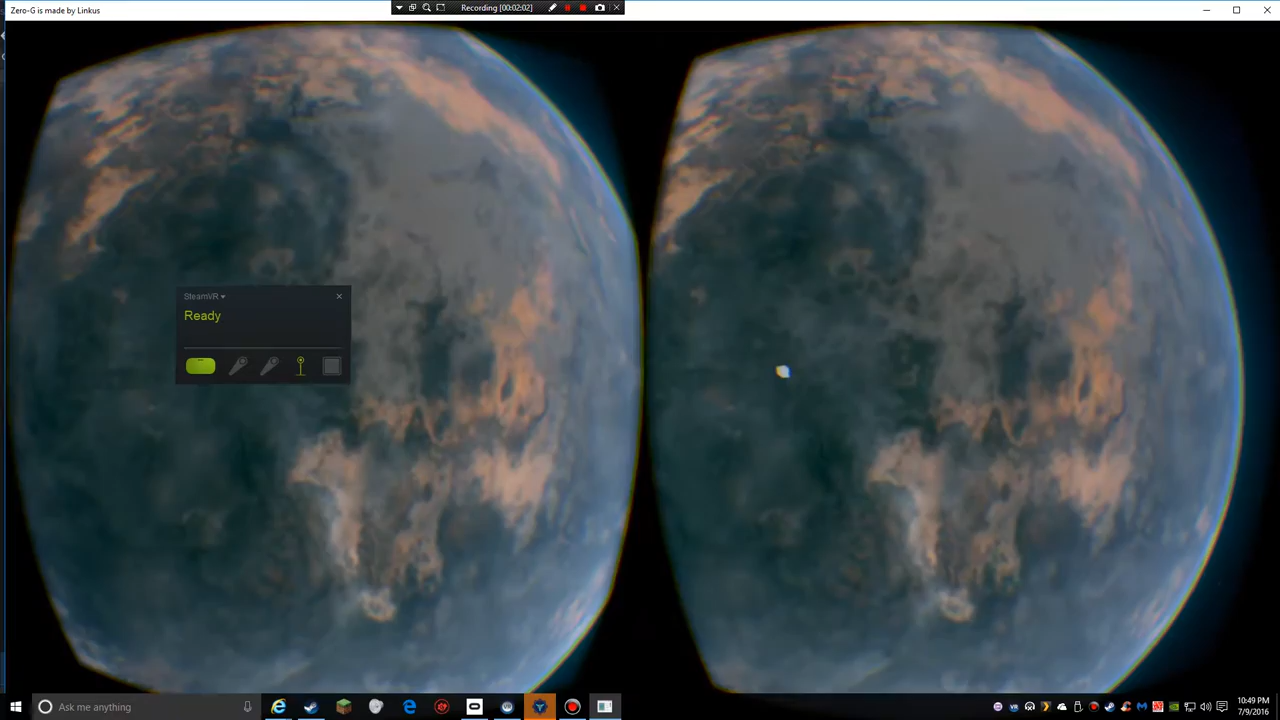 Zero-G is made by Linkus
Recording [00:02:02]
SteamVR
Ready
Ask me anything
10:49 PM
7/9/2016